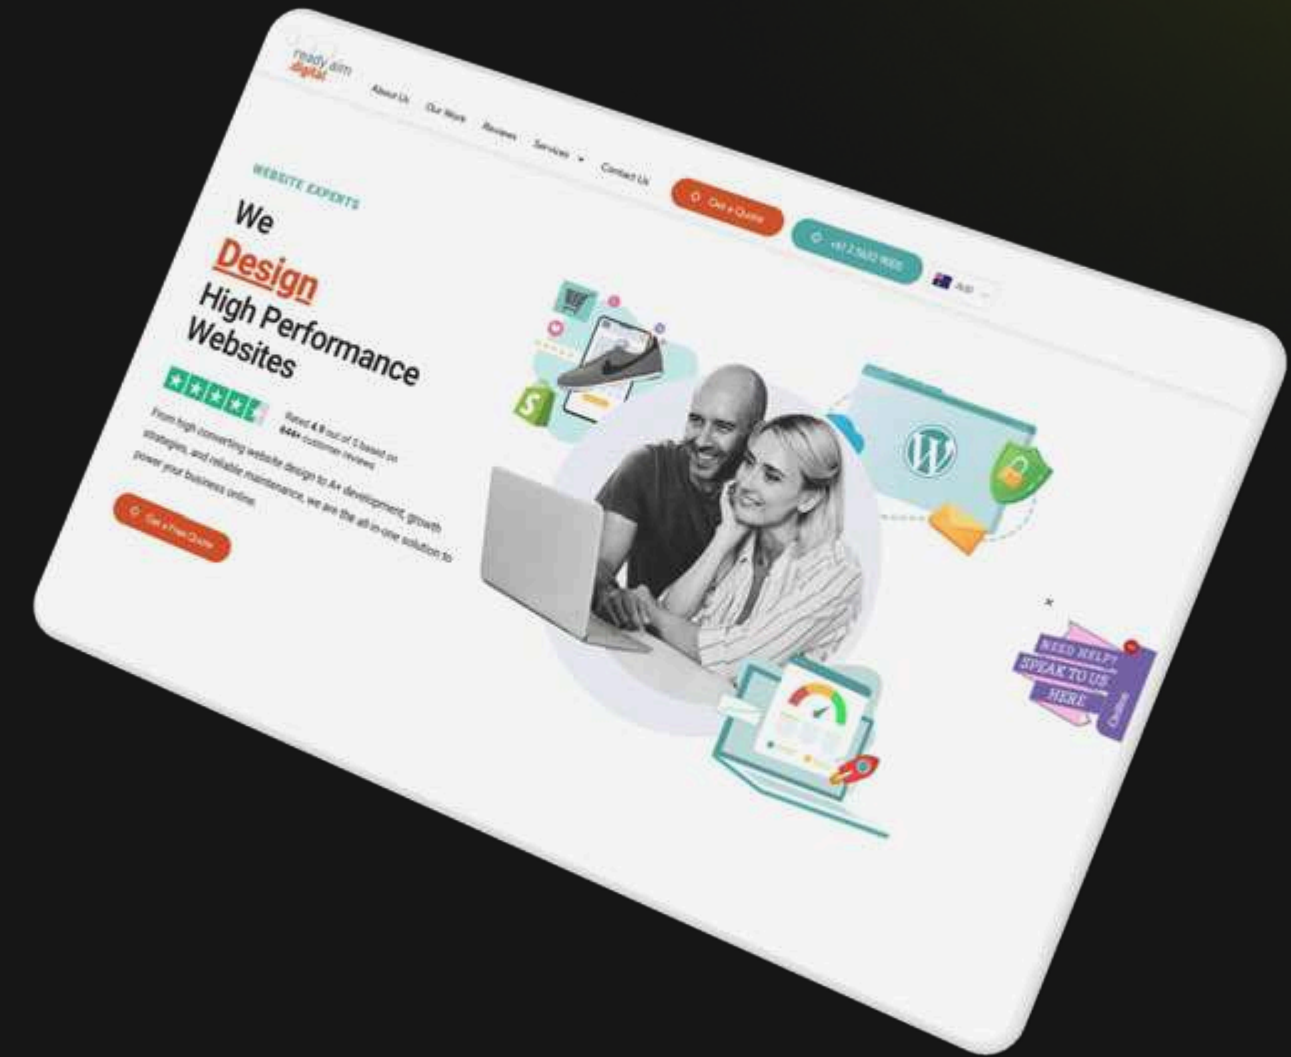 ready aim
digital
About Us
Our Work
Reviews
Services
Contact Us
Get a Quote
AUD
WEBSITE EXPERTS
We
Design
High Performance
Websites
Rated 4.9 out of 5 based on
customer reviews
From high converting website design to A+ development, growth
strategies, and reliable maintenance, we are the all-in-one solution to
power your business online.
Get a Free Quote
NEED HELP?
SPEAK TO US
HERE
Online